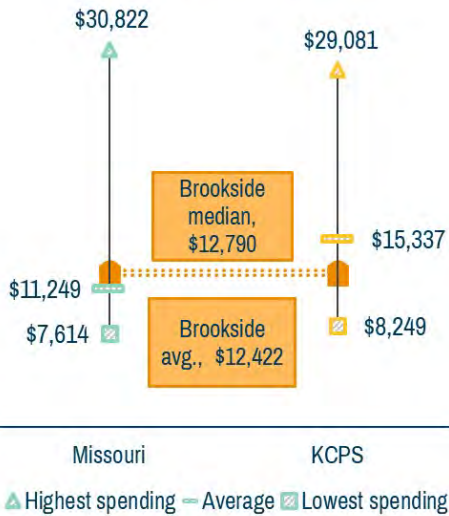 $30,822
$29,081
Brookside
median,
$12,790
$15,337
$11,249
$7,614
Brookside
avg., $12,422
$8,249
Missouri
KCPS
Highest spending
Average
Lowest spending